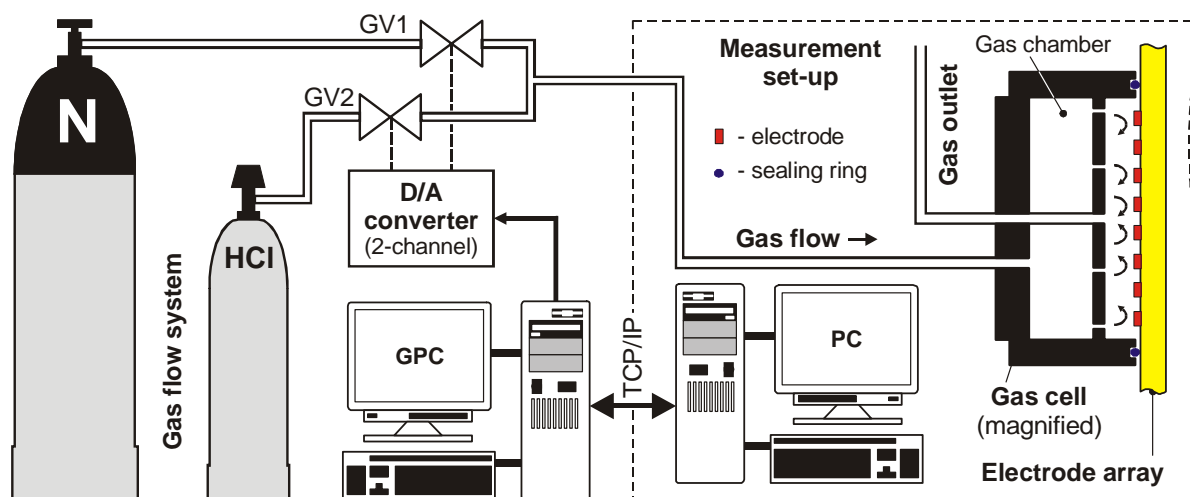 GV1
N
GV2
HCl
D/A
converter
(2-channel)
Gas flow system
GPC
TCP/IP
PC
Measurement
set-up
- electrode
- sealing ring
Gas flow
Gas outlet
Gas chamber
Gas cell
(magnified)
Electrode array